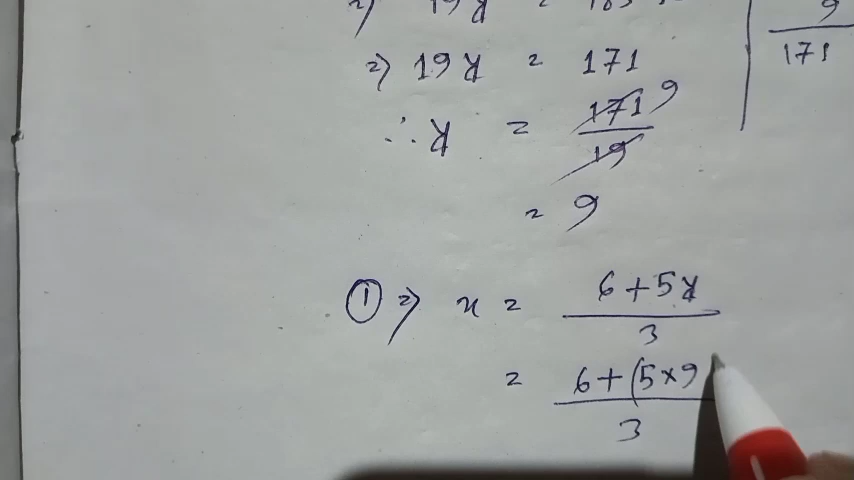 ⇒ 19y = 171
9
171
∴ y = 171 9
19
= 9
① ⇒ x = 6+5y
3
= 6+(5×9
3